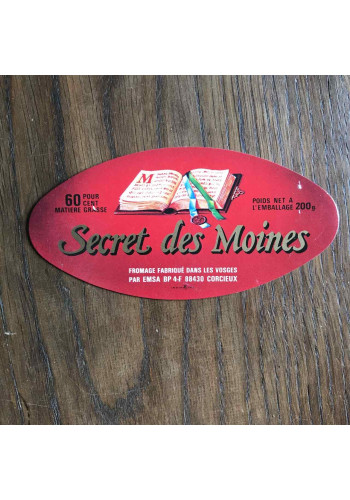 M
60 POUR
CENT
MATIÈRE GRASSE
POIDS NET A
L'EMBALLAGE 200g
Secret des Moines
FROMAGE FABRIQUÉ DANS LES VOSGES
PAR EMSA BP 4-F 88430 CORCIEUX